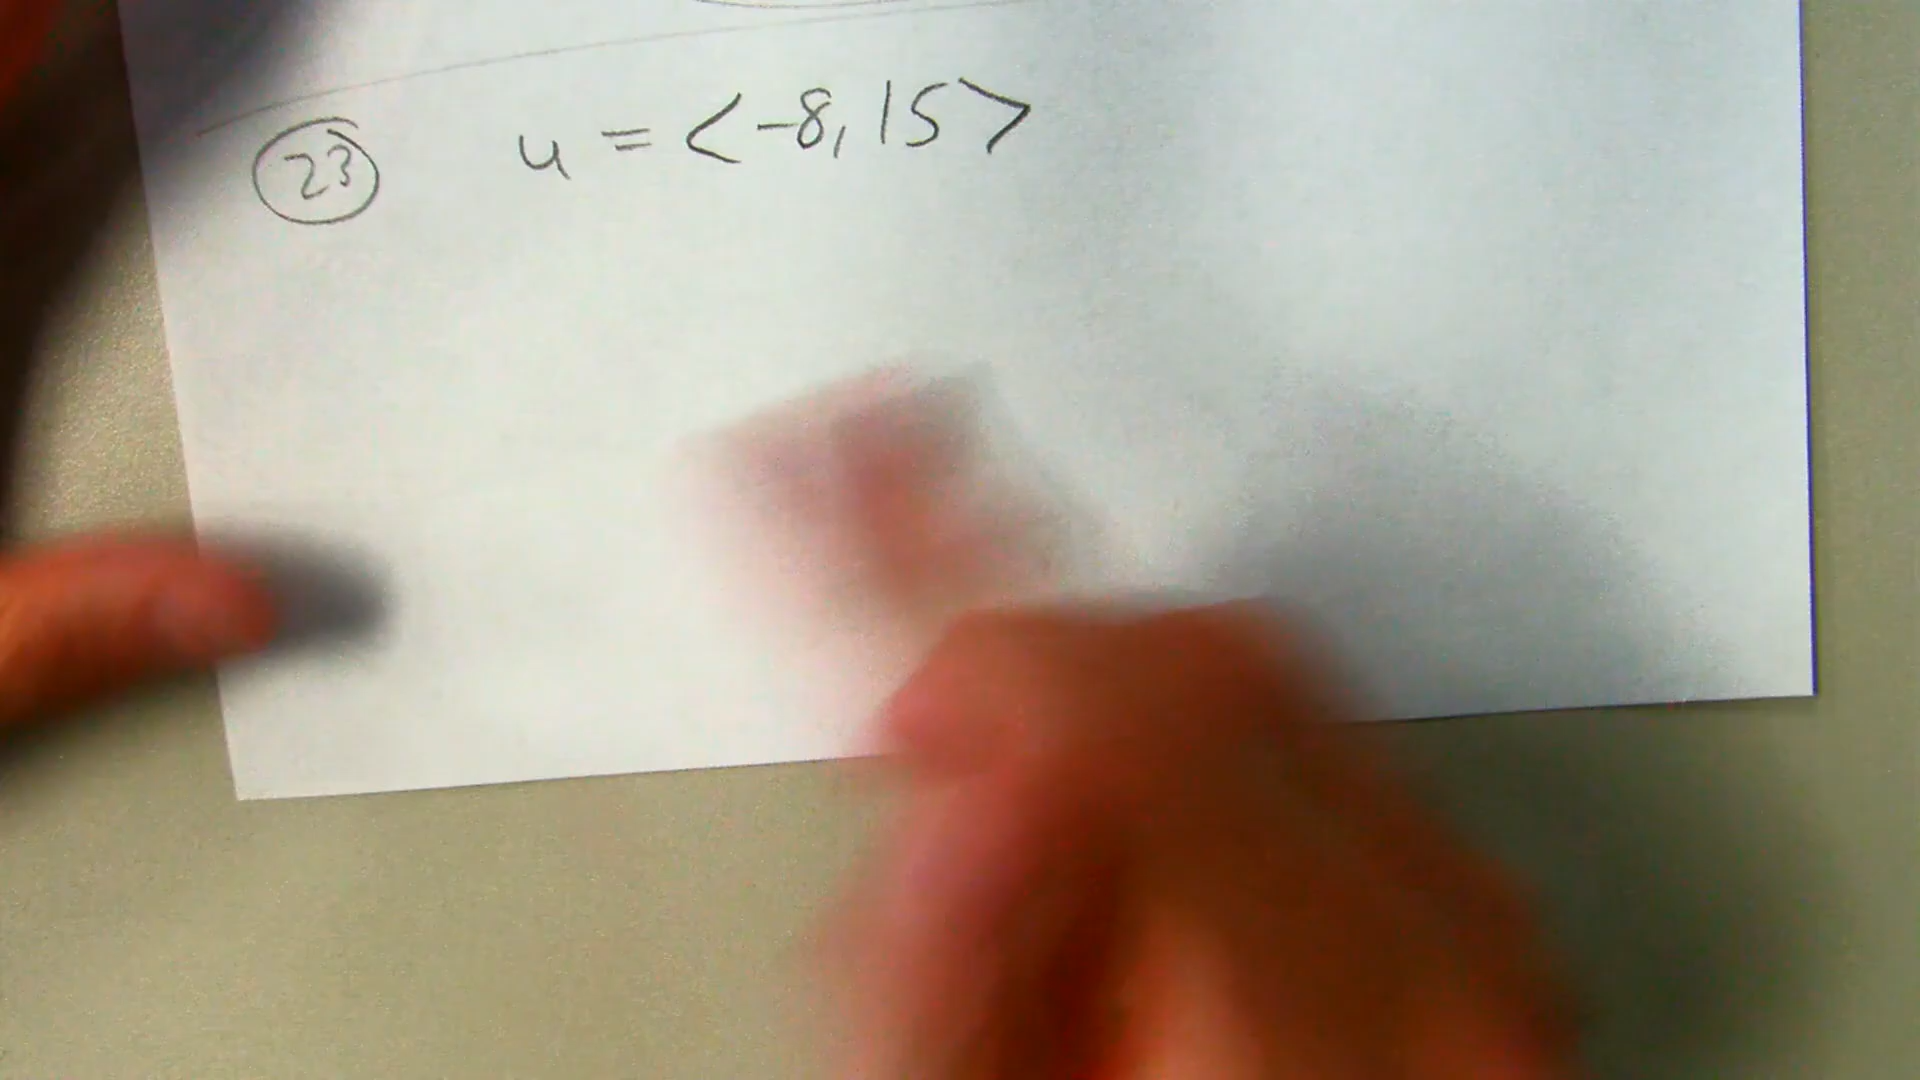 23 u = <-8, 15>